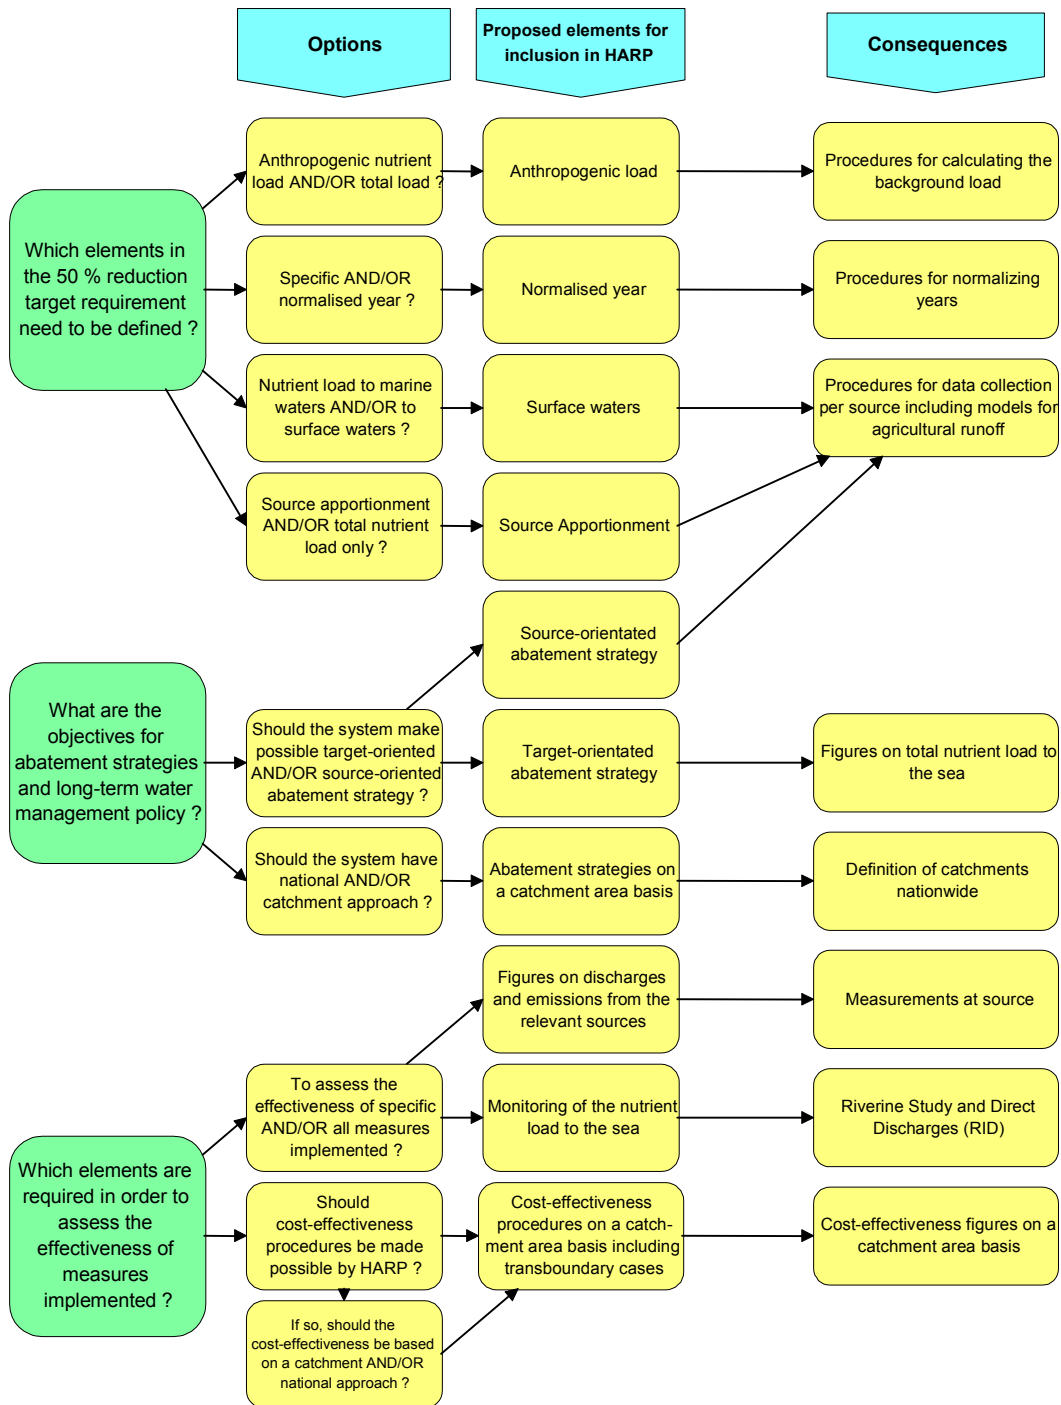 Options
Proposed elements for
inclusion in HARP
Consequences
Which elements in
the 50 % reduction
target requirement
need to be defined ?
Anthropogenic nutrient
load AND/OR total load ?
Anthropogenic load
Procedures for calculating the
background load
Specific AND/OR
normalised year ?
Normalised year
Procedures for normalizing
years
Nutrient load to marine
waters AND/OR to
surface waters ?
Surface waters
Procedures for data collection
per source including models for
agricultural runoff
Source apportionment
AND/OR total nutrient
load only ?
Source Apportionment
What are the
objectives for
abatement strategies
and long-term water
management policy ?
Source-orientated
abatement strategy
Should the system make
possible target-oriented
AND/OR source-oriented
abatement strategy ?
Target-orientated
abatement strategy
Figures on total nutrient load to
the sea
Should the system have
national AND/OR
catchment approach ?
Abatement strategies on
a catchment area basis
Definition of catchments
nationwide
Which elements are
required in order to
assess the
effectiveness of
measures
implemented ?
Figures on discharges
and emissions from the
relevant sources
Measurements at source
To assess the
effectiveness of specific
AND/OR all measures
implemented ?
Monitoring of the nutrient
load to the sea
Riverine Study and Direct
Discharges (RID)
Should
cost-effectiveness
procedures be made
possible by HARP ?
Cost-effectiveness
procedures on a catch-
ment area basis including
transboundary cases
Cost-effectiveness figures on a
catchment area basis
If so, should the
cost-effectiveness be based
on a catchment AND/OR
national approach ?